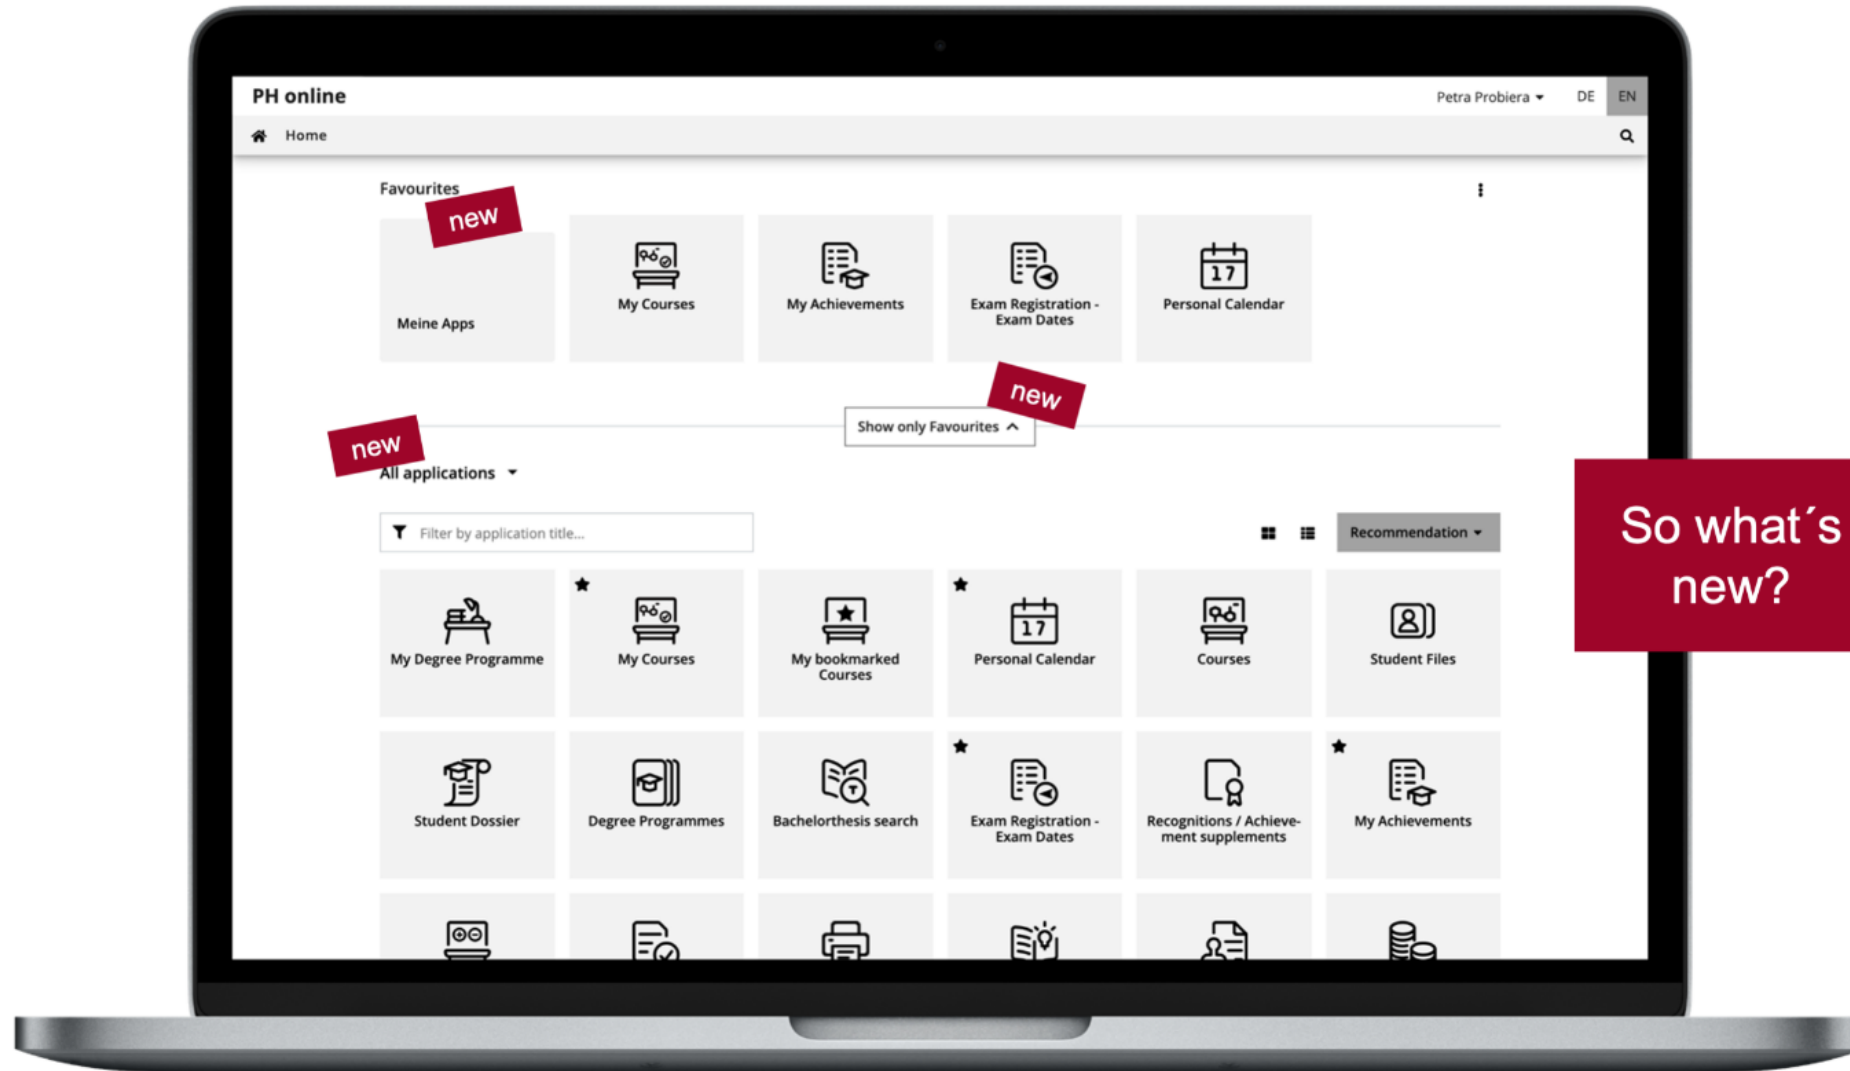 PH online
Petra Probiera
DE
EN
Home
Favourites
new
Meine Apps
My Courses
My Achievements
Exam Registration -
Exam Dates
17
Personal Calendar
new
Show only Favourites
new
All applications
Filter by application title...
Recommendation
So what´s
new?
My Degree Programme
My Courses
My bookmarked
Courses
17
Personal Calendar
Courses
Student Files
Student Dossier
Degree Programmes
T
Bachelorthesis search
Exam Registration -
Exam Dates
Recognitions / Achieve-
ment supplements
My Achievements